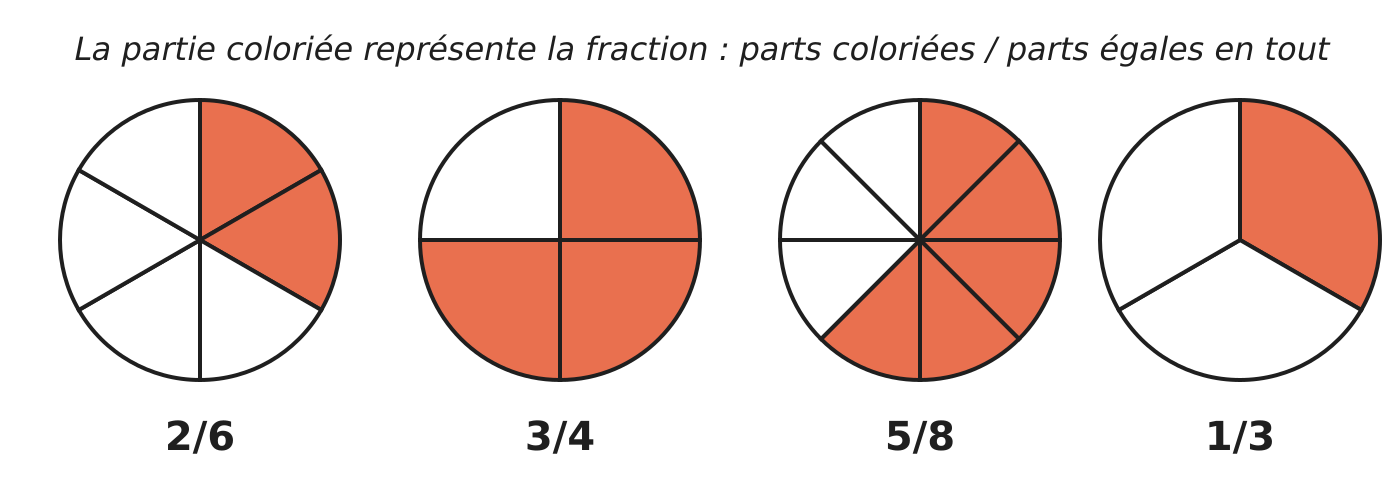 La partie coloriée représente la fraction : parts coloriées / parts égales en tout
2/6 3/4 5/8 1/3